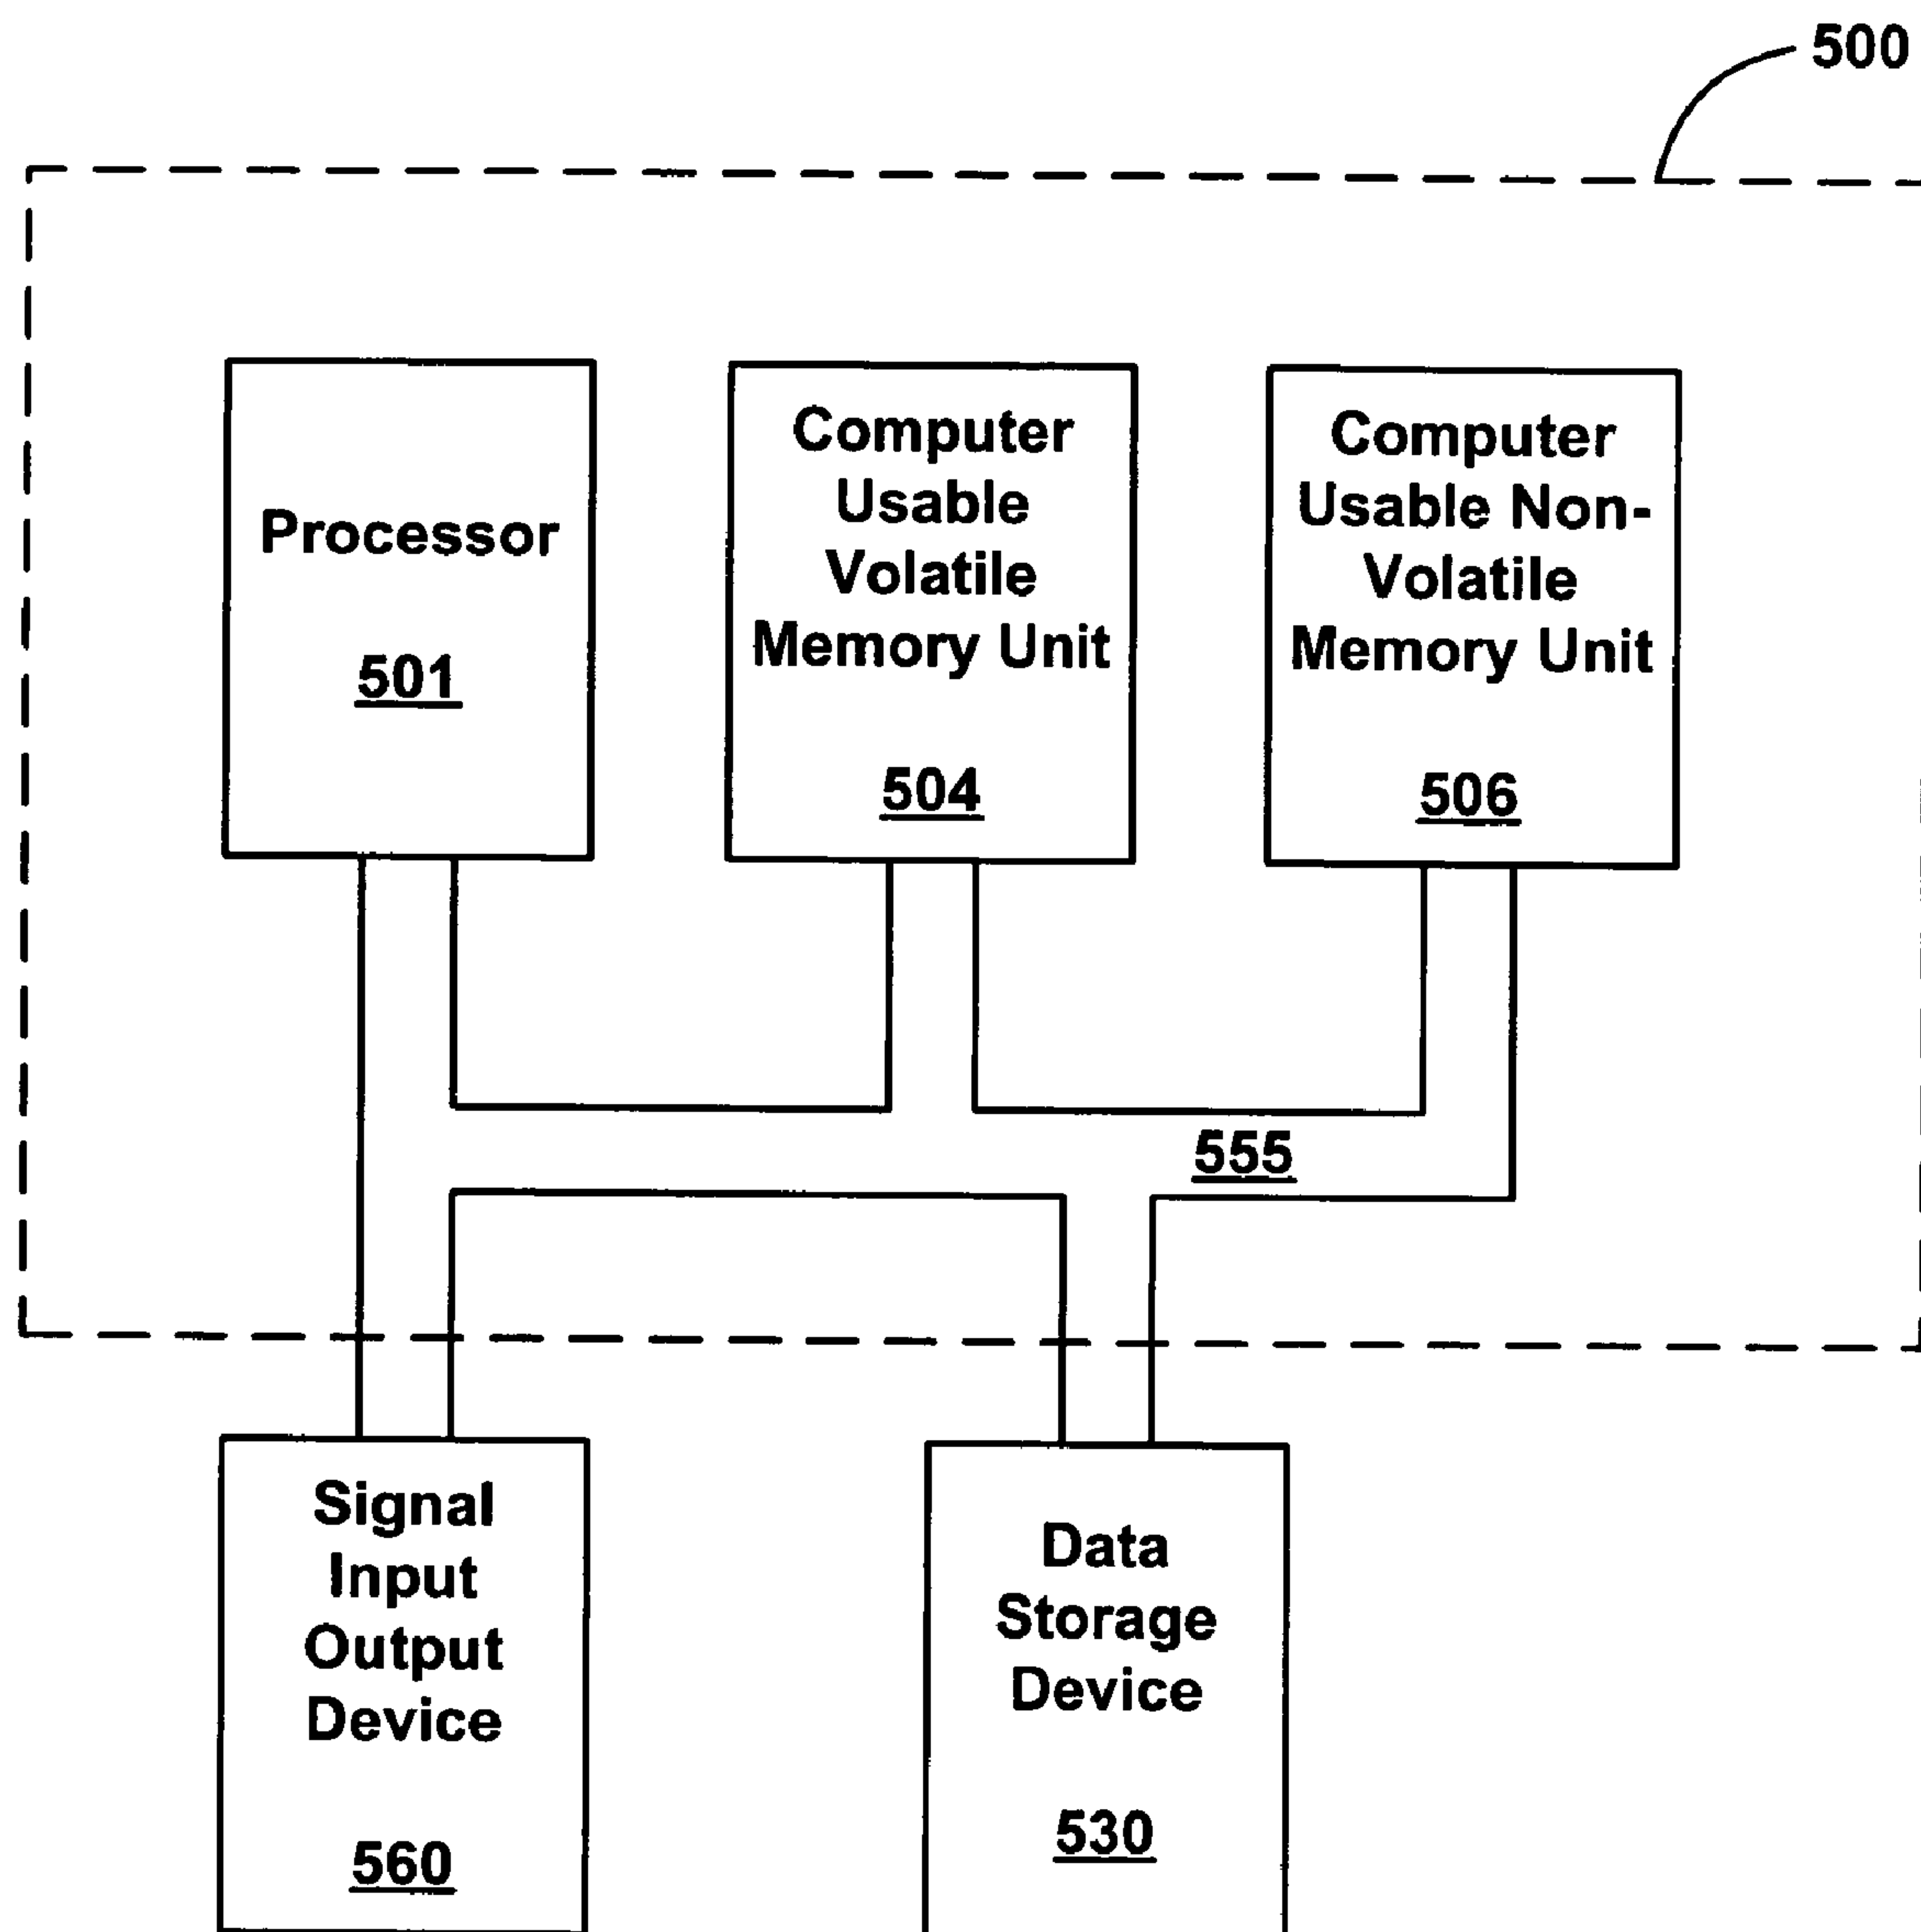 500
Processor
501
Computer
Usable
Volatile
Memory Unit
504
Computer
Usable Non-
Volatile
Memory Unit
506
555
Signal
Input
Output
Device
560
Data
Storage
Device
530